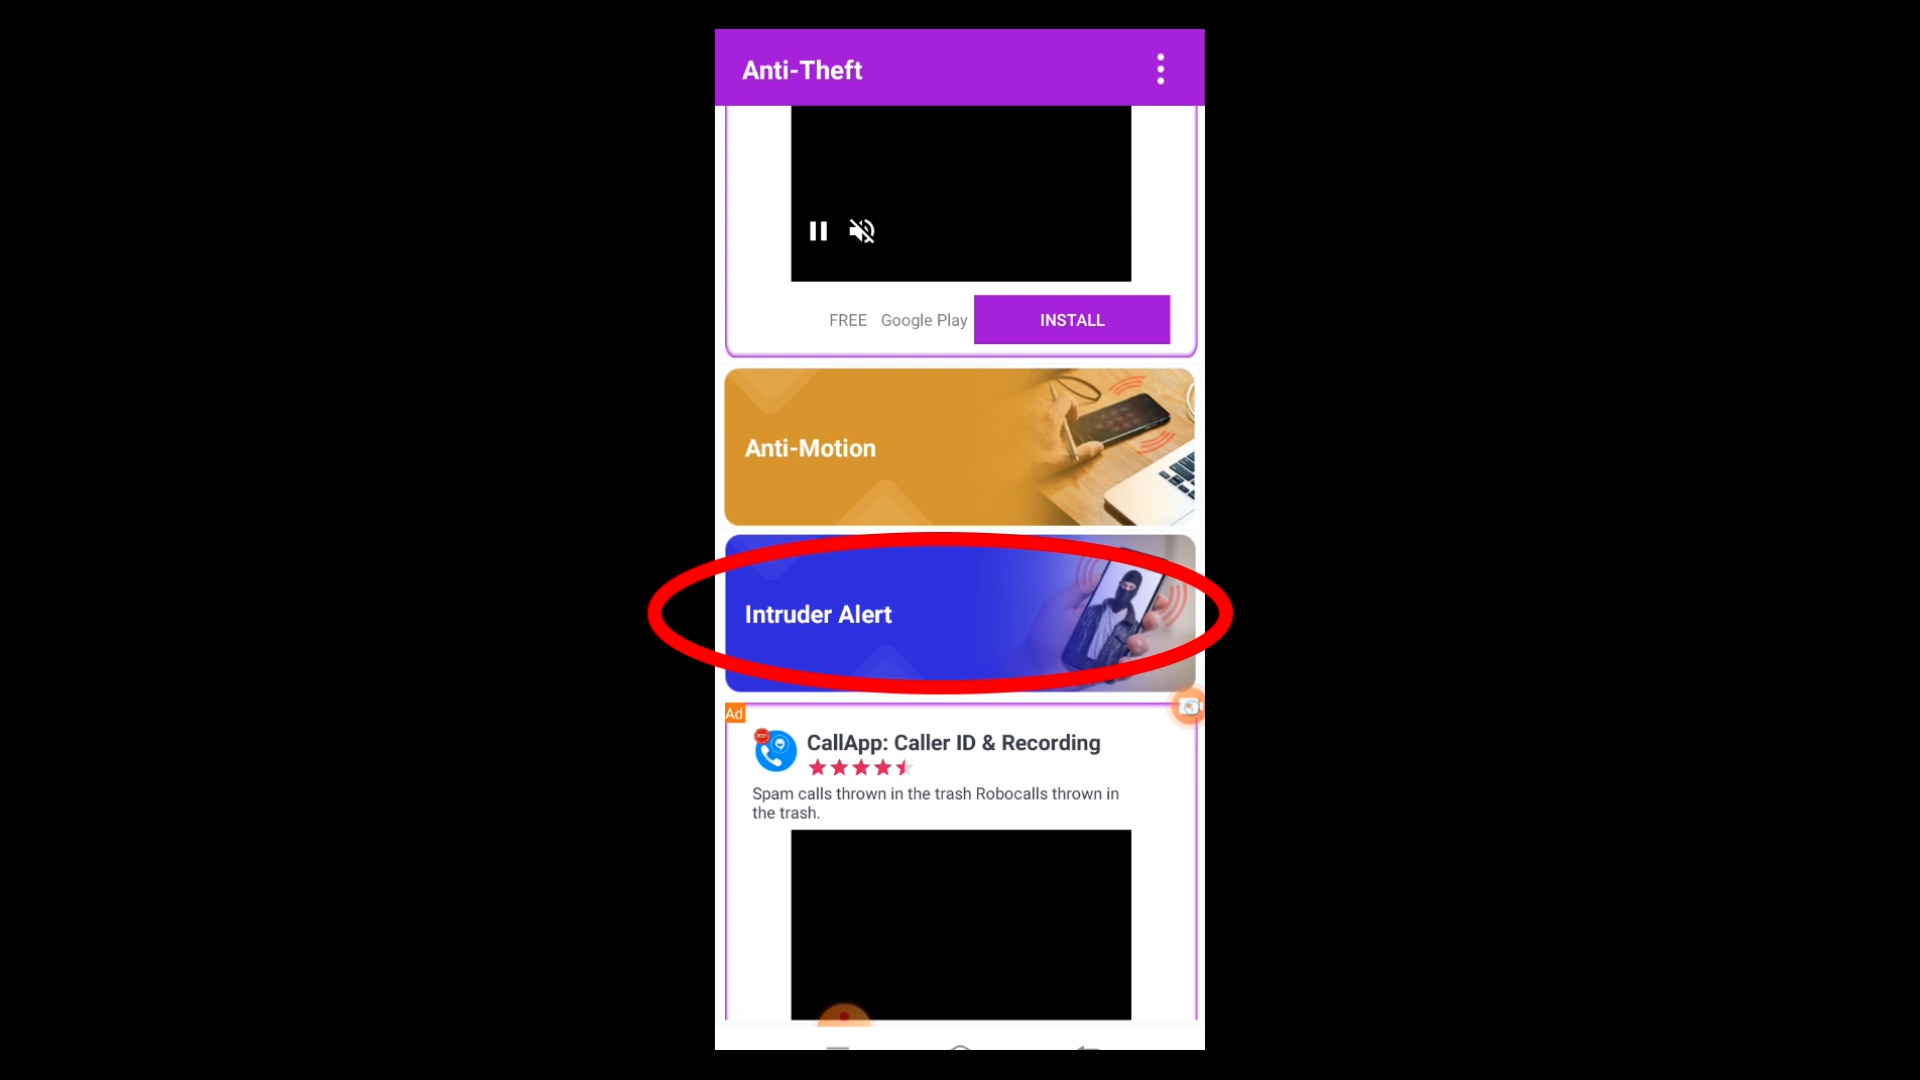 Anti-Theft
FREE Google Play INSTALL
Anti-Motion
Intruder Alert
Ad
CallApp: Caller ID & Recording
Spam calls thrown in the trash Robocalls thrown in
the trash.